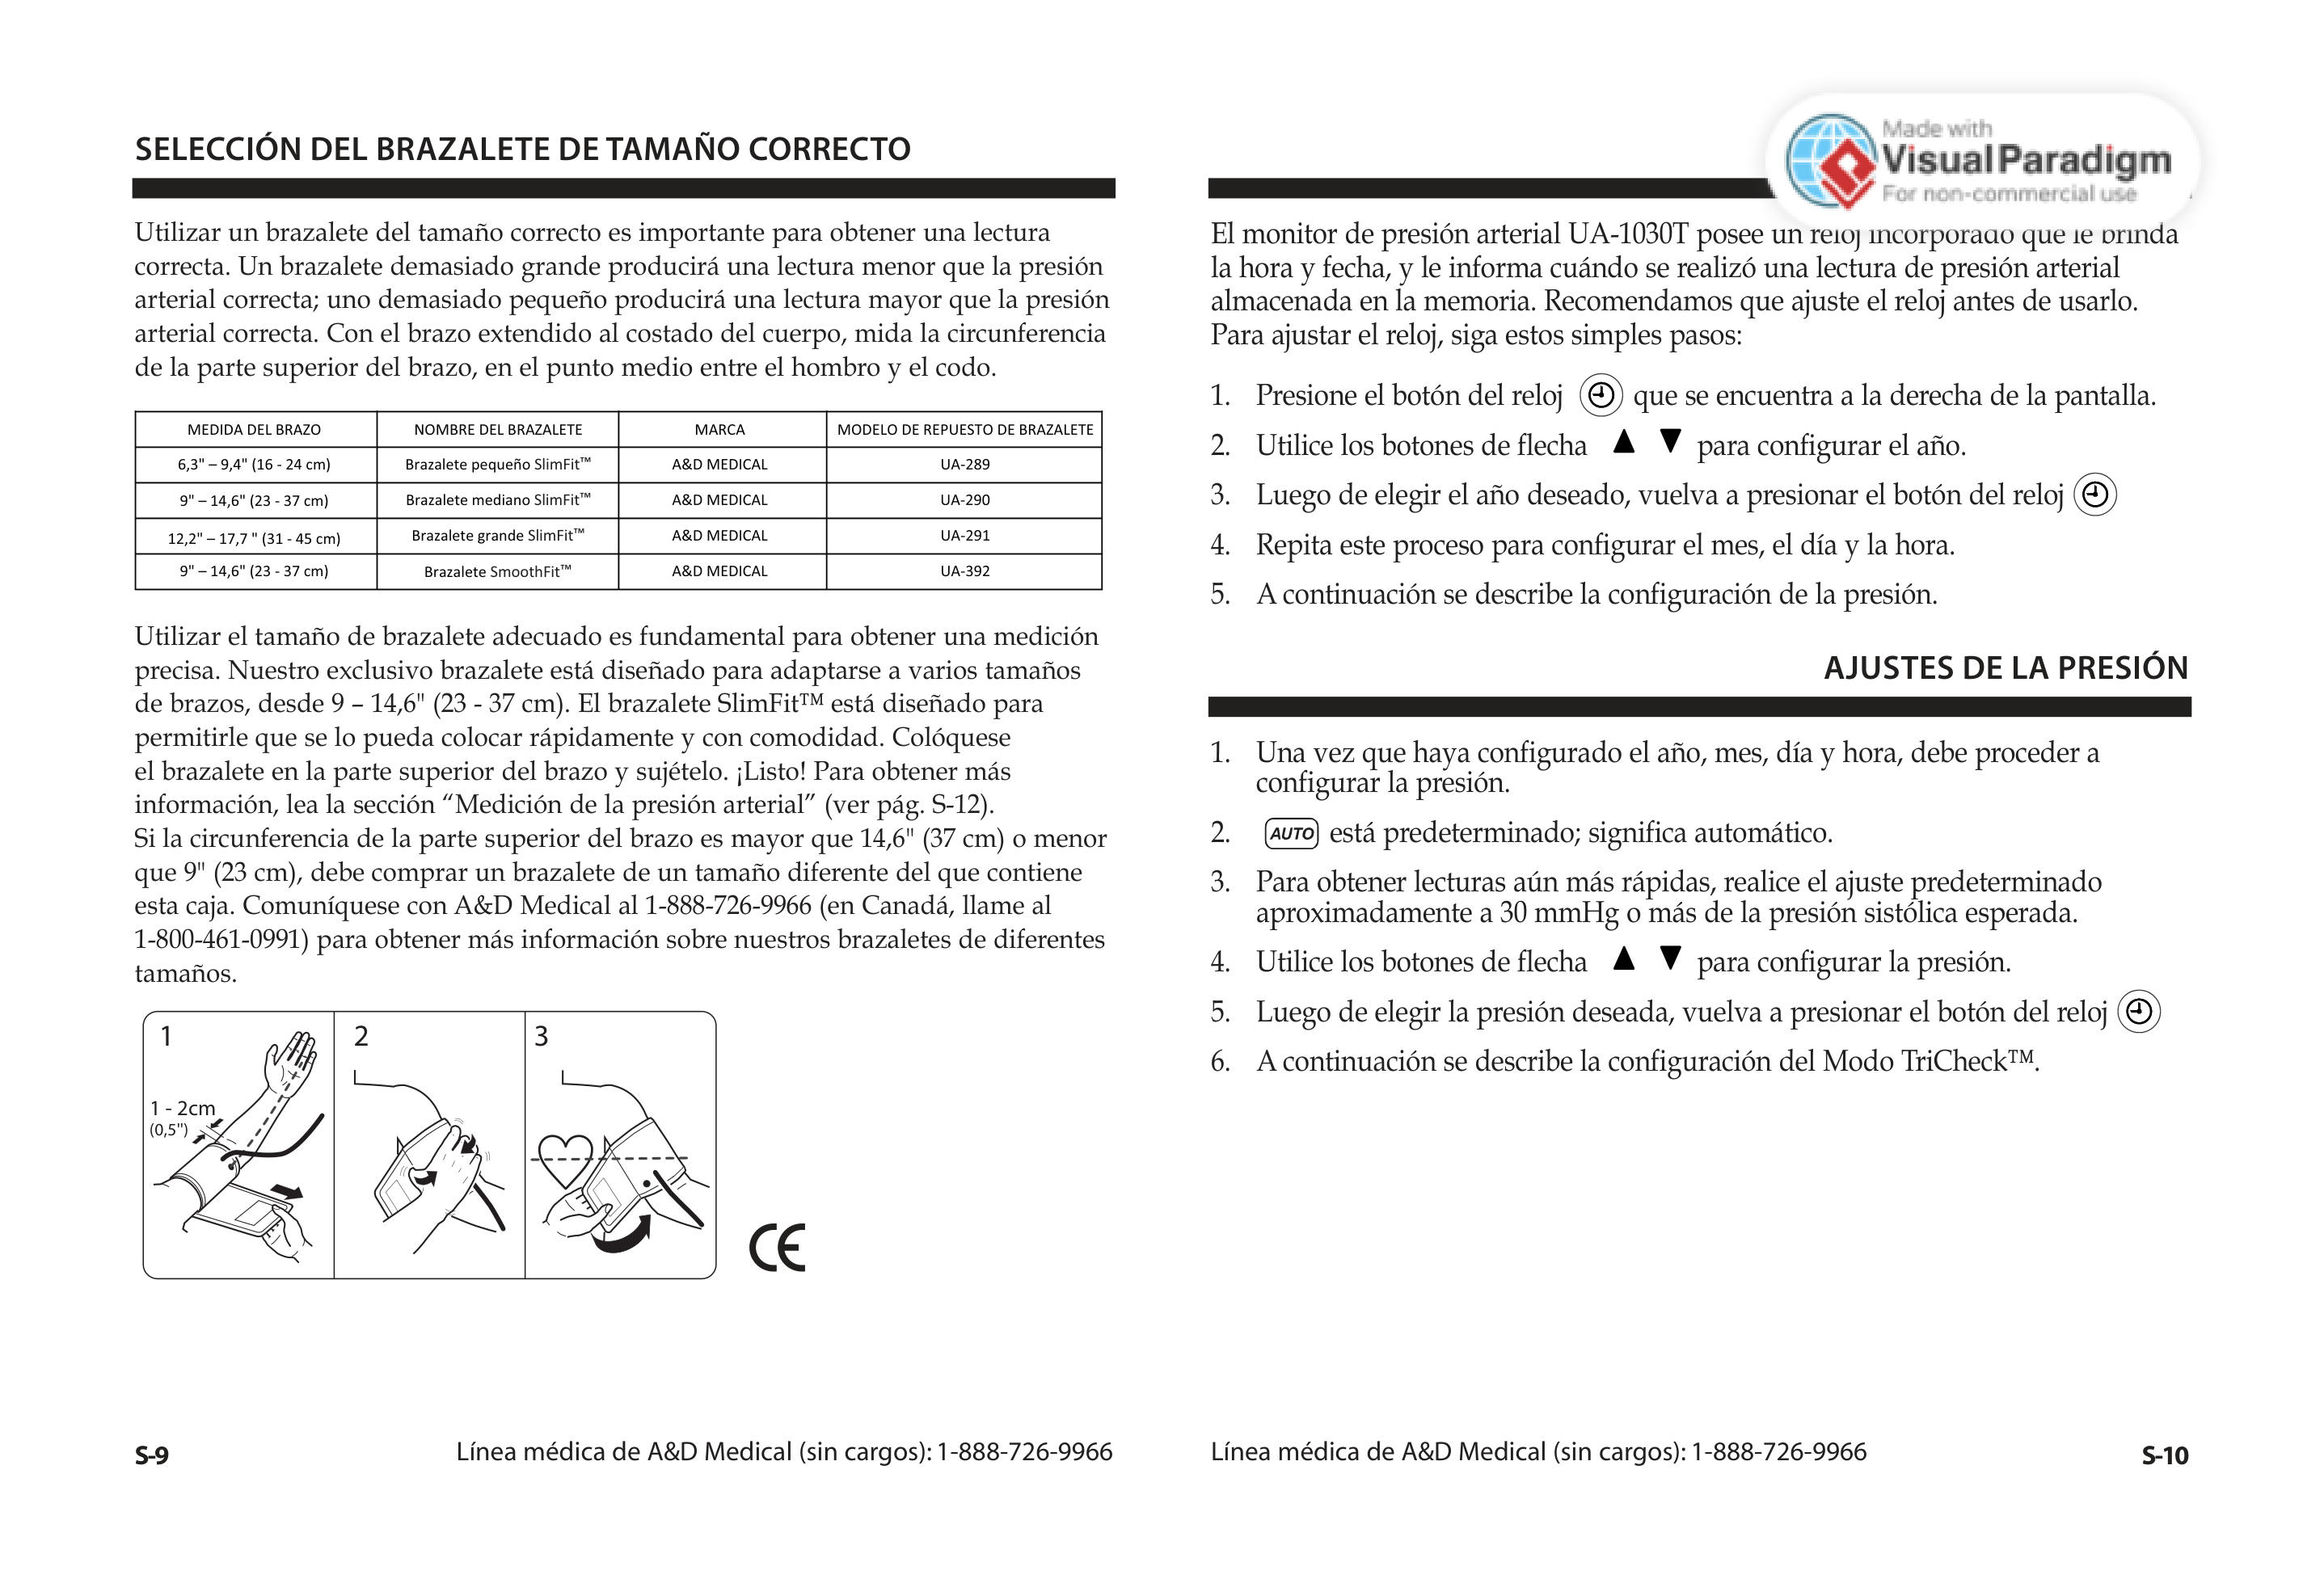 SELECCIÓN DEL BRAZALETE DE TAMAÑO CORRECTO
Utilizar un brazalete del tamaño correcto es importante para obtener una lectura
correcta. Un brazalete demasiado grande producirá una lectura menor que la presión
arterial correcta; uno demasiado pequeño producirá una lectura mayor que la presión
arterial correcta. Con el brazo extendido al costado del cuerpo, mida la circunferencia
de la parte superior del brazo, en el punto medio entre el hombro y el codo.
MEDIDA DEL BRAZO NOMBRE DEL BRAZALETE MARCA MODELO DE REPUESTO DE BRAZALETE
6,3" – 9,4" (16 - 24 cm) Brazalete pequeño SlimFit™ A&D MEDICAL UA-289
9" – 14,6" (23 - 37 cm) Brazalete mediano SlimFit™ A&D MEDICAL UA-290
12,2" – 17,7 " (31 - 45 cm) Brazalete grande SlimFit™ A&D MEDICAL UA-291
9" – 14,6" (23 - 37 cm) Brazalete SmoothFit™ A&D MEDICAL UA-392
Utilizar el tamaño de brazalete adecuado es fundamental para obtener una medición
precisa. Nuestro exclusivo brazalete está diseñado para adaptarse a varios tamaños
de brazos, desde 9 – 14,6" (23 - 37 cm). El brazalete SlimFit™ está diseñado para
permitirle que se lo pueda colocar rápidamente y con comodidad. Colóquese
el brazalete en la parte superior del brazo y sujételo. ¡Listo! Para obtener más
información, lea la sección “Medición de la presión arterial” (ver pág. S-12).
Si la circunferencia de la parte superior del brazo es mayor que 14,6" (37 cm) o menor
que 9" (23 cm), debe comprar un brazalete de un tamaño diferente del que contiene
esta caja. Comuníquese con A&D Medical al 1-888-726-9966 (en Canadá, llame al
1-800-461-0991) para obtener más información sobre nuestros brazaletes de diferentes
tamaños.
1 2 3
1 - 2cm
(0,5")
CE
S-9 Línea médica de A&D Medical (sin cargos): 1-888-726-9966
Made with
Visual Paradigm
For non-commercial use
El monitor de presión arterial UA-1030T posee un reloj incorporado que le brinda
la hora y fecha, y le informa cuándo se realizó una lectura de presión arterial
almacenada en la memoria. Recomendamos que ajuste el reloj antes de usarlo.
Para ajustar el reloj, siga estos simples pasos:
1. Presione el botón del reloj que se encuentra a la derecha de la pantalla.
2. Utilice los botones de flecha ▲ ▼ para configurar el año.
3. Luego de elegir el año deseado, vuelva a presionar el botón del reloj
4. Repita este proceso para configurar el mes, el día y la hora.
5. A continuación se describe la configuración de la presión.
AJUSTES DE LA PRESIÓN
1. Una vez que haya configurado el año, mes, día y hora, debe proceder a
configurar la presión.
2. AUTO está predeterminado; significa automático.
3. Para obtener lecturas aún más rápidas, realice el ajuste predeterminado
aproximadamente a 30 mmHg o más de la presión sistólica esperada.
4. Utilice los botones de flecha ▲ ▼ para configurar la presión.
5. Luego de elegir la presión deseada, vuelva a presionar el botón del reloj
6. A continuación se describe la configuración del Modo TriCheck™.
Línea médica de A&D Medical (sin cargos): 1-888-726-9966 S-10